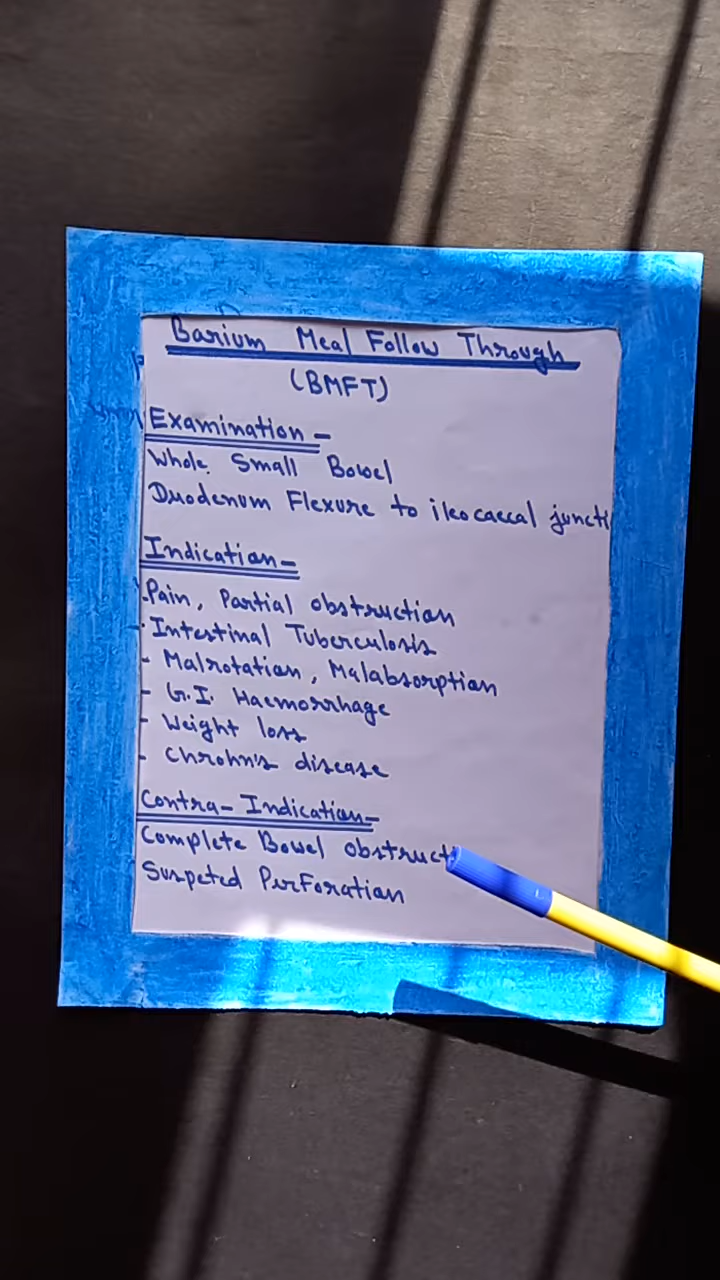 Barium Meal Follow Through
(BMFT)
Examination -
Whole Small Bowel
Duodenum Flexure to ileocaecal juncti
Indication -
- Pain, Partial obstruction
- Intestinal Tuberculosis
- Malrotation, Malabsorption
- G.I. Haemorrhage
- Weight loss
- Chrohn's disease
Contra-Indication-
Complete Bowel obstruct
Suspeted Perforation